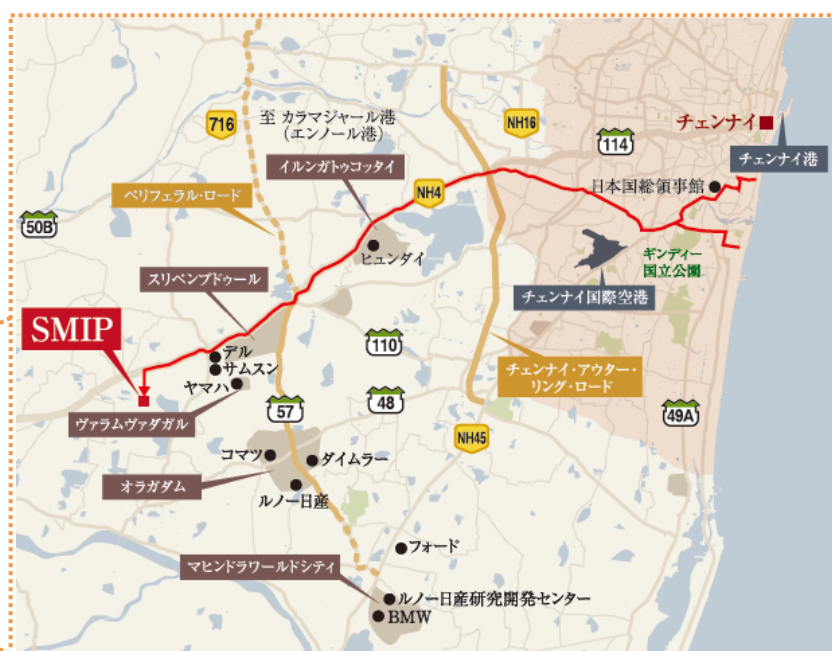 716
至 カラマジャール港
(エンノール港)
NH16
チェンナイ
114
チェンナイ港
イルンガトゥコッタイ
日本国総領事館
NH4
ペリフェラル・ロード
50B
ヒュンダイ
ギンディー
国立公園
スリペンブドゥール
チェンナイ国際空港
SMIP
110
デル
サムスン
チェンナイ・アウター・
リング・ロード
ヤマハ
57
48
49A
ヴァラムヴァダガル
NH45
コマツ
ダイムラー
オラガダム
ルノー日産
フォード
マヒンドラワールドシティ
ルノー日産研究開発センター
BMW